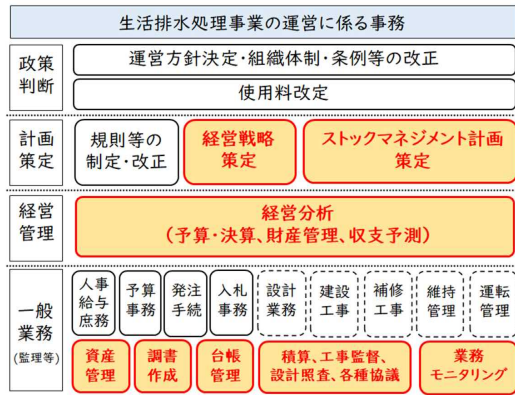 生活排水処理事業の運営に係る事務
政策
判断
運営方針決定・組織体制・条例等の改正
使用料改定
計画
策定
規則等の
制定・改正
経営戦略
策定
ストックマネジメント計画
策定
経営
管理
経営分析
(予算・決算、財産管理、収支予測)
一般
業務
(監理等)
人事
給与
庶務
予算
事務
発注
手続
入札
事務
設計
業務
建設
工事
補修
工事
維持
管理
運転
管理
資産
管理
調書
作成
台帳
管理
積算、工事監督、
設計照査、各種協議
業務
モニタリング